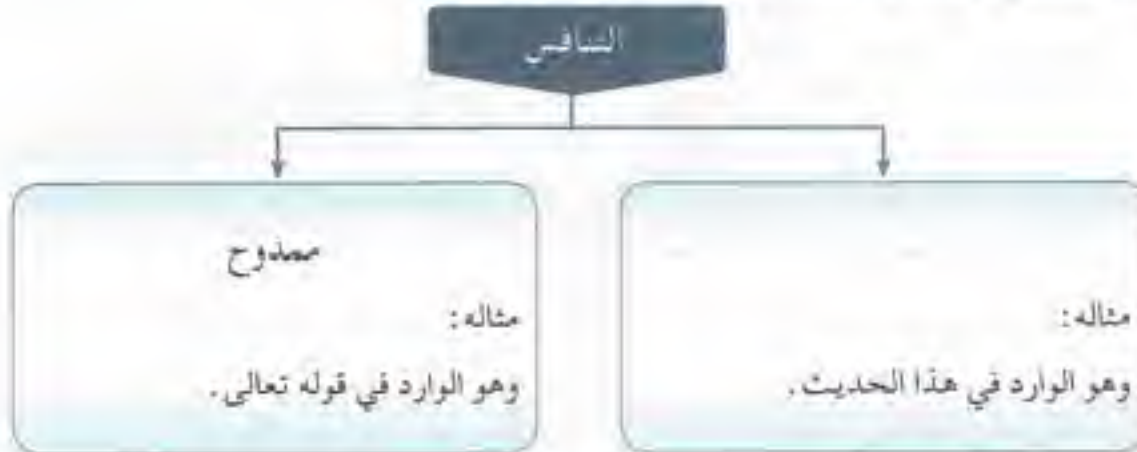 التنافس
مثاله:
وهو الوارد في هذا الحديث.
ممدوح
مثاله:
وهو الوارد في قوله تعالى.